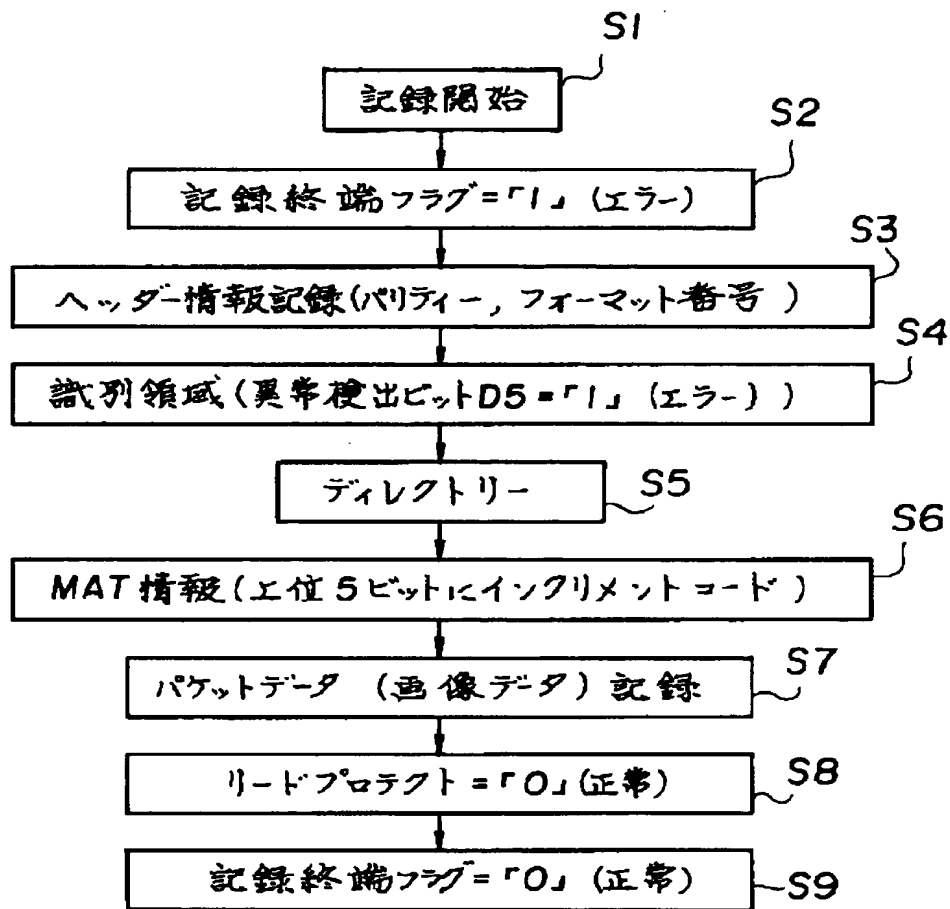 S1
記録開始
S2
記録終端フラグ=「1」(エラー)
S3
ヘッダー情報記録(パリティー,フォーマット番号)
S4
識別領域(異常検出ビットD5=「1」(エラー))
ディレクトリー
S5
S6
MAT情報(上位5ビットにインクリメントコード)
S7
パケットデータ(画像データ)記録
リードプロテクト=「0」(正常)
S8
記録終端フラグ=「0」(正常)
S9